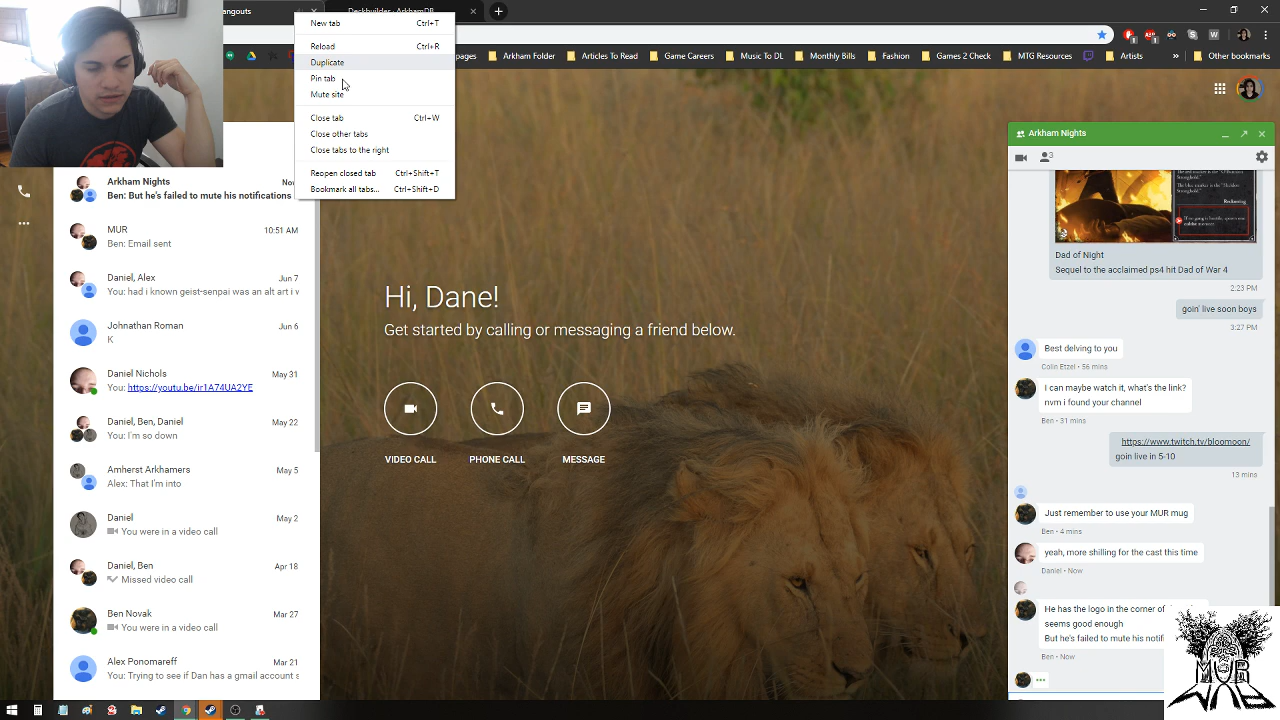 angouts
New tab Ctrl+T
Reload Ctrl+R
Duplicate
Pin tab
Mute site
Close tab Ctrl+W
Close other tabs
Close tabs to the right
Reopen closed tab Ctrl+Shift+T
Bookmark all tabs... Ctrl+Shift+D
pages
Arkham Folder
Articles To Read
GameDB
Game Careers
Music To DL
Monthly Bills
Fashion
Games 2 Check
MTG Resources
Artists
»
Other bookmarks
Arkham Nights
Ben: But he's failed to mute his notifications
MUR 10:51 AM
Ben: Email sent
Daniel, Alex Jun 7
You: had i known geist-senpai was an alt art i w
Johnathan Roman Jun 6
K
Daniel Nichols May 31
You: https://youtu.be/ir1A74UA2YE
Daniel, Ben, Daniel May 22
You: I'm so down
Amherst Arkhamers May 5
Alex: That I'm into
Daniel May 2
You were in a video call
Daniel, Ben Apr 18
Missed video call
Ben Novak Mar 27
You were in a video call
Alex Ponomareff Mar 21
You: Trying to see if Dan has a gmail account s
Hi, Dane!
Get started by calling or messaging a friend below.
VIDEO CALL
PHONE CALL
MESSAGE
Arkham Nights
3
Stronghold.
Reckoning
Dad of Night
Sequel to the acclaimed ps4 hit Dad of War 4
2:23 PM
goin' live soon boys
3:27 PM
Best delving to you
Colin Etzel • 56 mins
I can maybe watch it, what's the link?
nvm i found your channel
Ben • 31 mins
https://www.twitch.tv/bloomoon/
goin live in 5-10
13 mins
Just remember to use your MUR mug
Ben • 4 mins
yeah, more shilling for the cast this time
Daniel • Now
He has the logo in the corner of
seems good enough
But he's failed to mute his notifi
Ben • Now
MUR